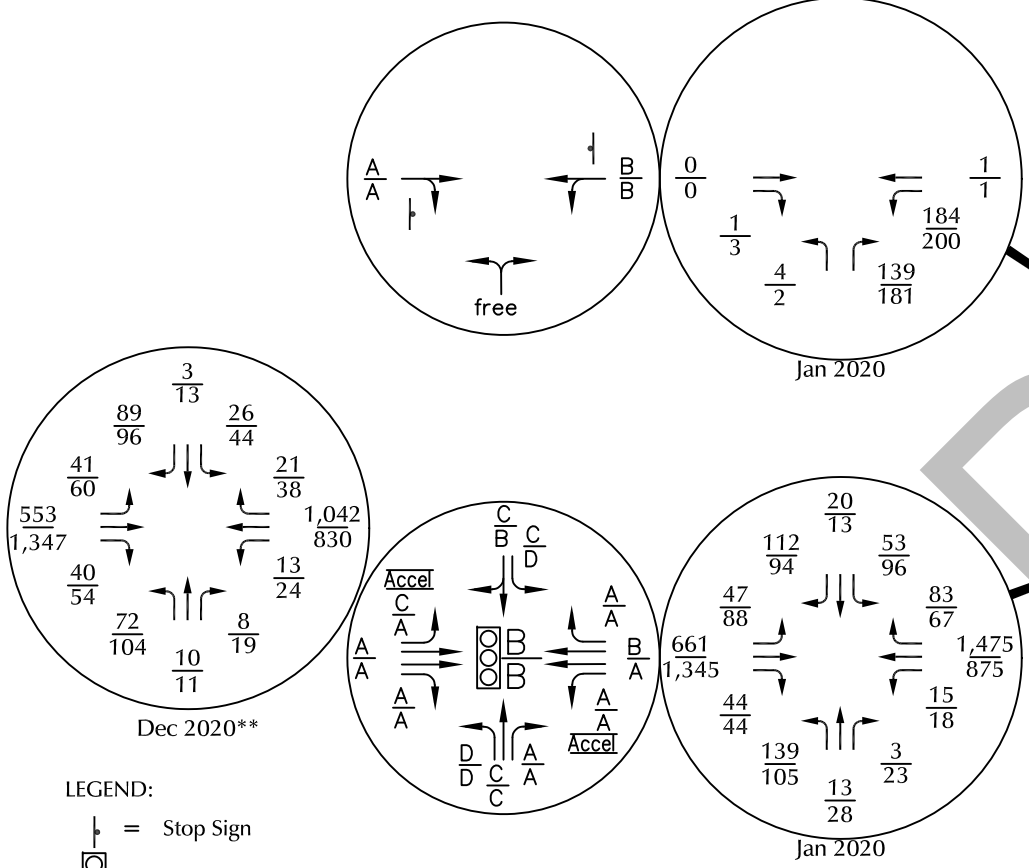 A
A
B
B
free
0
0
1
1
1
3
184
200
4
2
139
181
Jan 2020
3
13
89
96
26
44
41
60
21
38
553
1,347
1,042
830
40
54
13
24
72
104
8
19
10
11
Dec 2020**
C
B
C
D
Accel
C
A
A
A
A
A
B
B
B
A
A
A
A
A
Accel
D
D
C
C
A
A
20
13
112
94
53
96
47
88
83
67
661
1,345
1,475
875
44
44
15
18
139
105
3
23
13
28
Jan 2020
LEGEND:
= Stop Sign